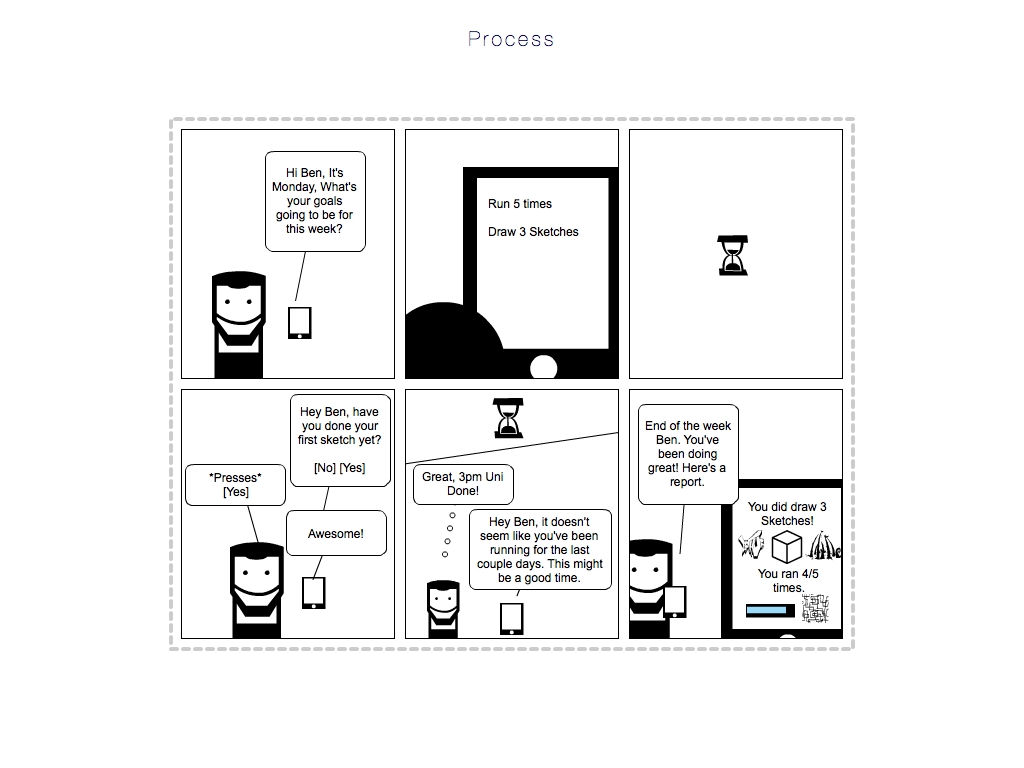 Process
Hi Ben, It's
Monday, What's
your goals
going to be for
this week?
Run 5 times
Draw 3 Sketches
Hey Ben, have
you done your
first sketch yet?
[No] [Yes]
*Presses*
[Yes]
Awesome!
Great, 3pm Uni
Done!
Hey Ben, it doesn't
seem like you've been
running for the last
couple days. This might
be a good time.
End of the week
Ben. You've
been doing
great! Here's a
report.
You did draw 3
Sketches!
You ran 4/5
times.